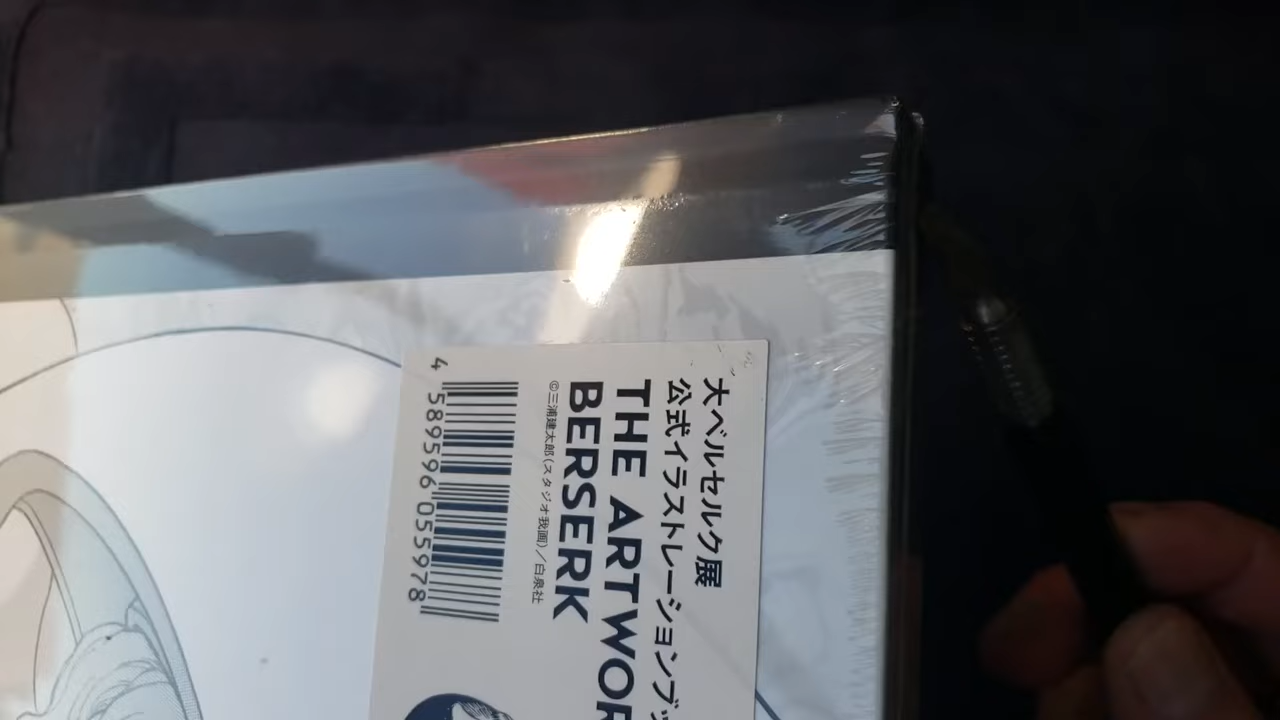 大ベルセルク展
公式イラストレーションブッ
THE ARTWOR
BERSERK
©三浦建太郎(スタジオ我画)/白泉社
4 589596 055978